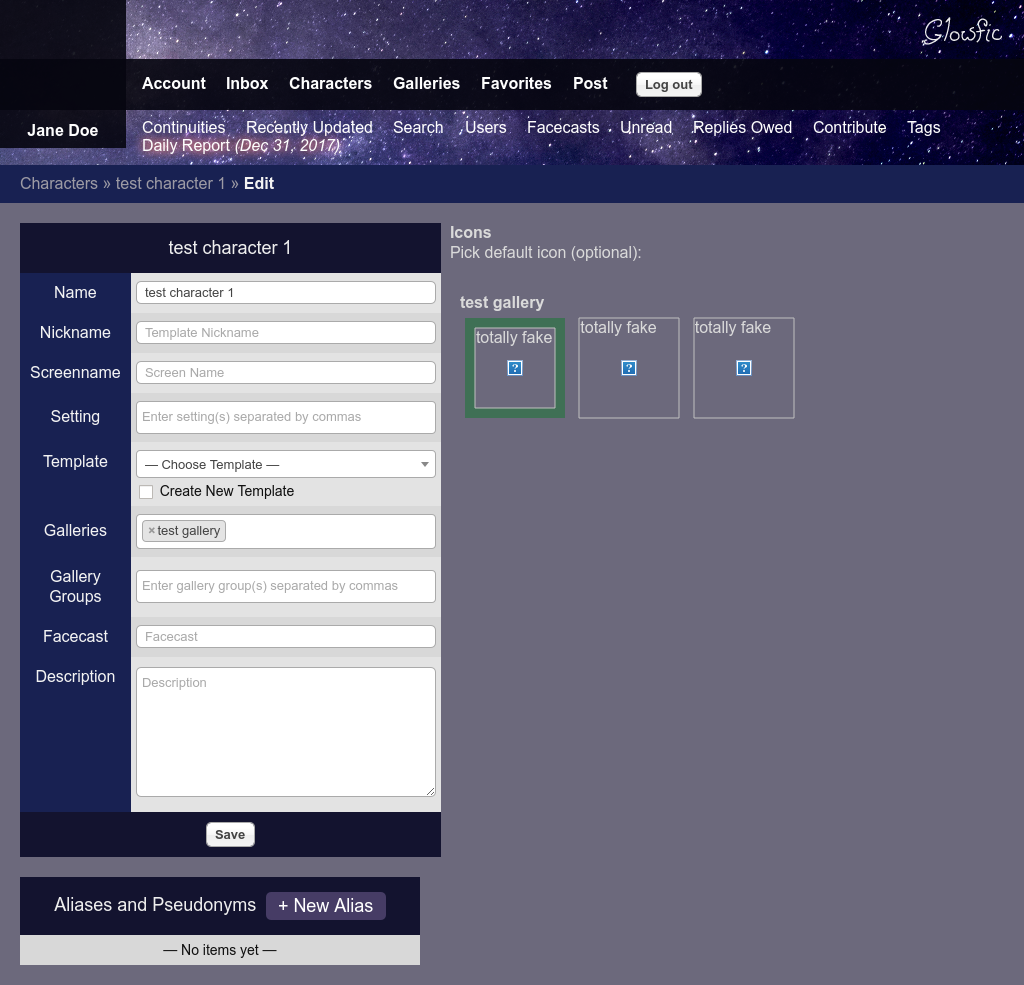 Glowfic
Account Inbox Characters Galleries Favorites Post Log out
Jane Doe
Continuities Recently Updated Search Users Facecasts Unread Replies Owed Contribute Tags
Daily Report (Dec 31, 2017)
Characters » test character 1 » Edit
test character 1
Name test character 1
Nickname Template Nickname
Screenname Screen Name
Setting Enter setting(s) separated by commas
Template — Choose Template —
Create New Template
Galleries × test gallery
Gallery
Groups
Enter gallery group(s) separated by commas
Facecast Facecast
Description Description
Save
Aliases and Pseudonyms + New Alias
— No items yet —
Icons
Pick default icon (optional):
test gallery
totally fake totally fake totally fake
? ? ?